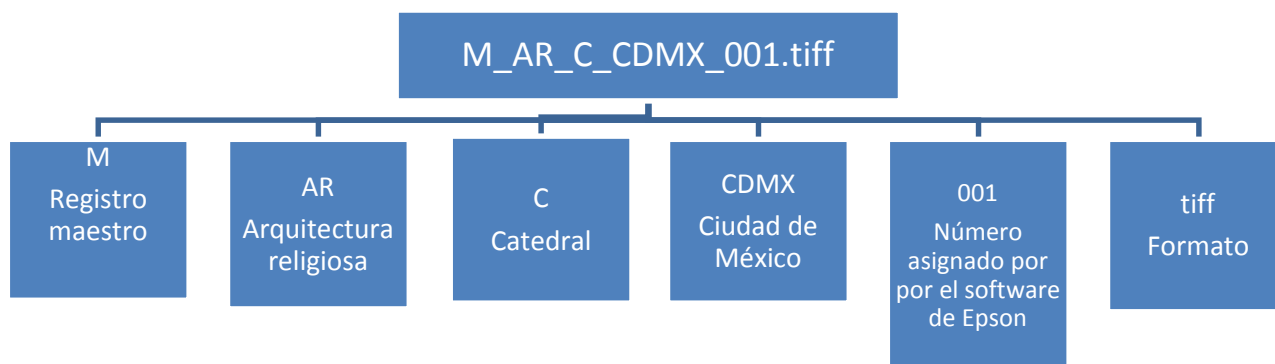 M_AR_C_CDMX_001.tiff
M
Registro
maestro
AR
Arquitectura
religiosa
C
Catedral
CDMX
Ciudad de
México
001
Número
asignado por
por el software
de Epson
tiff
Formato